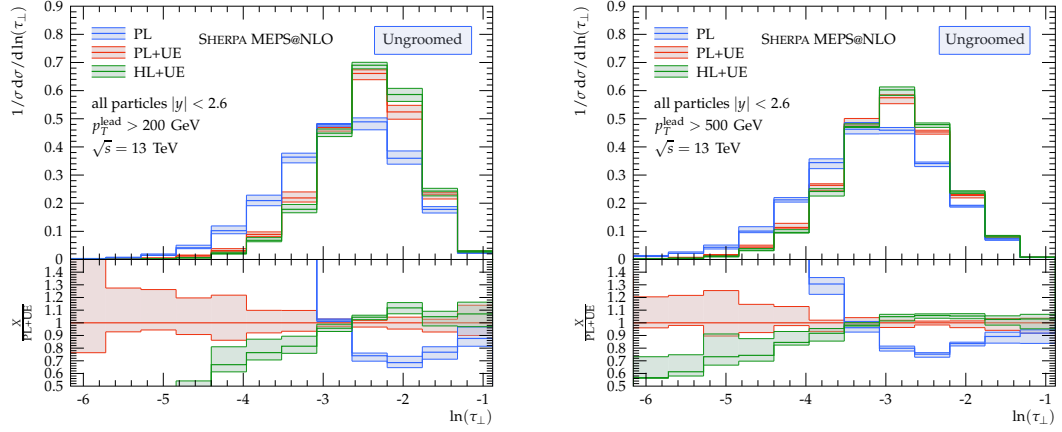 1/σ dσ/d ln(τ⊥)
PL
PL+UE
HL+UE
SHERPA MEPS@NLO
Ungroomed
all particles |y| < 2.6
p_T^lead > 200 GeV
√s = 13 TeV
0.8
0.7
0.6
0.5
0.4
0.3
0.2
0.1
0
X/PL+UE
1.4
1.3
1.2
1.1
1
0.9
0.8
0.7
0.6
0.5
-6 -5 -4 -3 -2 -1
ln(τ⊥)
1/σ dσ/d ln(τ⊥)
PL
PL+UE
HL+UE
SHERPA MEPS@NLO
Ungroomed
all particles |y| < 2.6
p_T^lead > 500 GeV
√s = 13 TeV
0.8
0.7
0.6
0.5
0.4
0.3
0.2
0.1
0
X/PL+UE
1.4
1.3
1.2
1.1
1
0.9
0.8
0.7
0.6
0.5
-6 -5 -4 -3 -2 -1
ln(τ⊥)